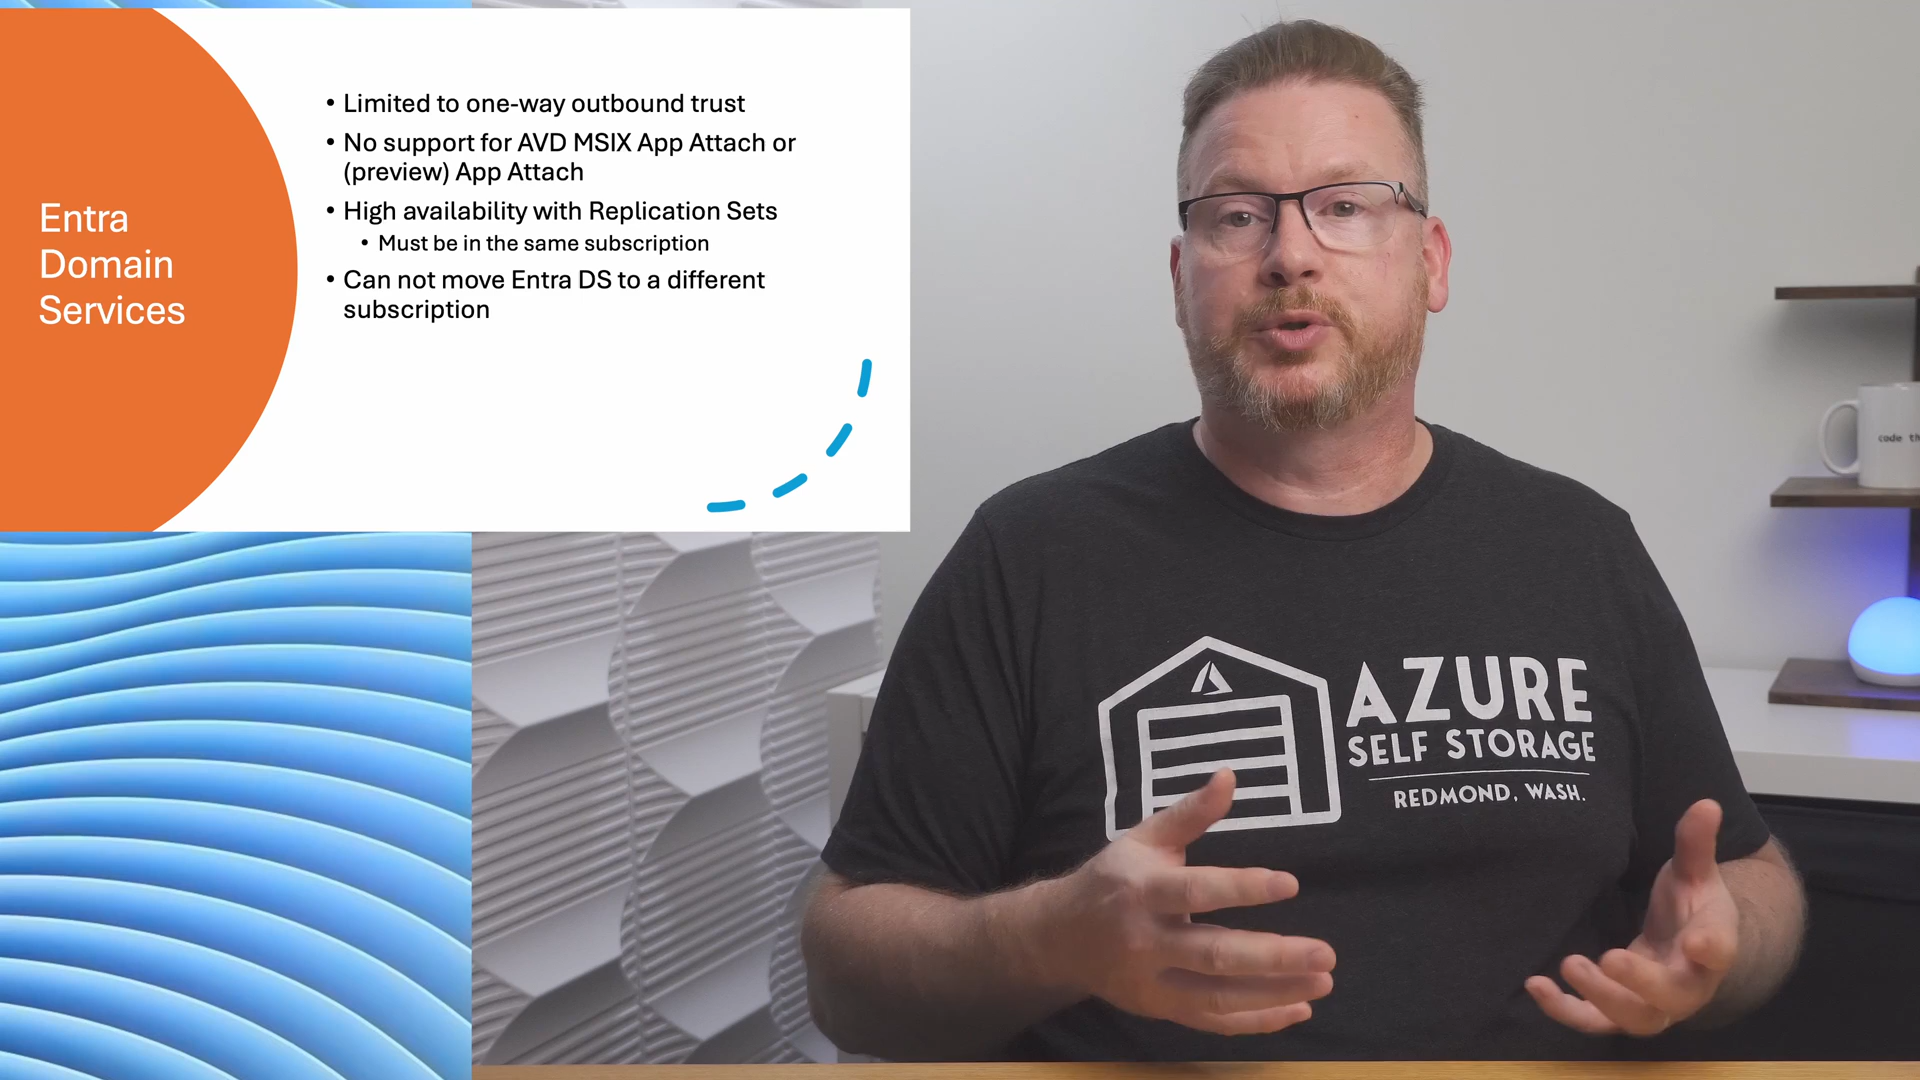 Entra
Domain
Services
• Limited to one-way outbound trust
• No support for AVD MSIX App Attach or
(preview) App Attach
• High availability with Replication Sets
• Must be in the same subscription
• Can not move Entra DS to a different
subscription
AZURE
SELF STORAGE
REDMOND, WASH.
code th